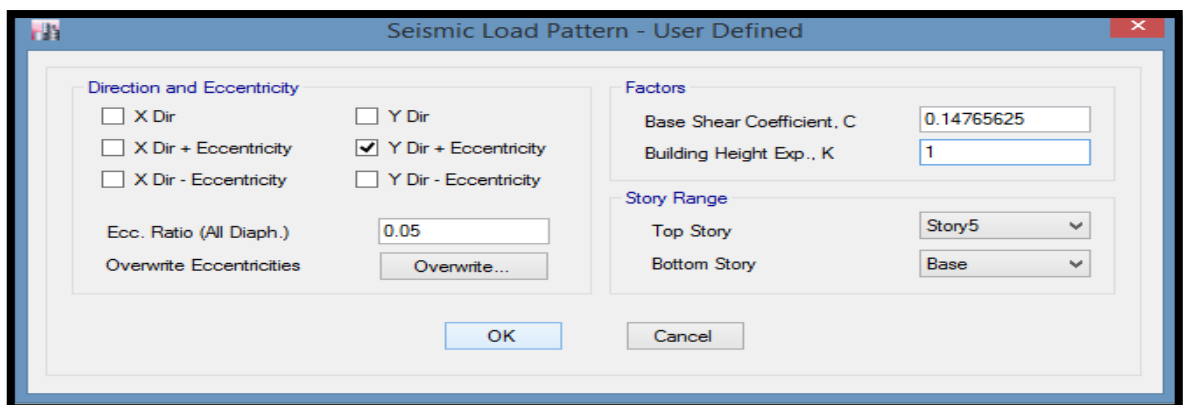 Seismic Load Pattern - User Defined
Direction and Eccentricity
X Dir
Y Dir
X Dir + Eccentricity
Y Dir + Eccentricity
X Dir - Eccentricity
Y Dir - Eccentricity
Ecc. Ratio (All Diaph.)
0.05
Overwrite Eccentricities
Overwrite...
Factors
Base Shear Coefficient, C
0.14765625
Building Height Exp., K
1
Story Range
Top Story
Story5
Bottom Story
Base
OK
Cancel